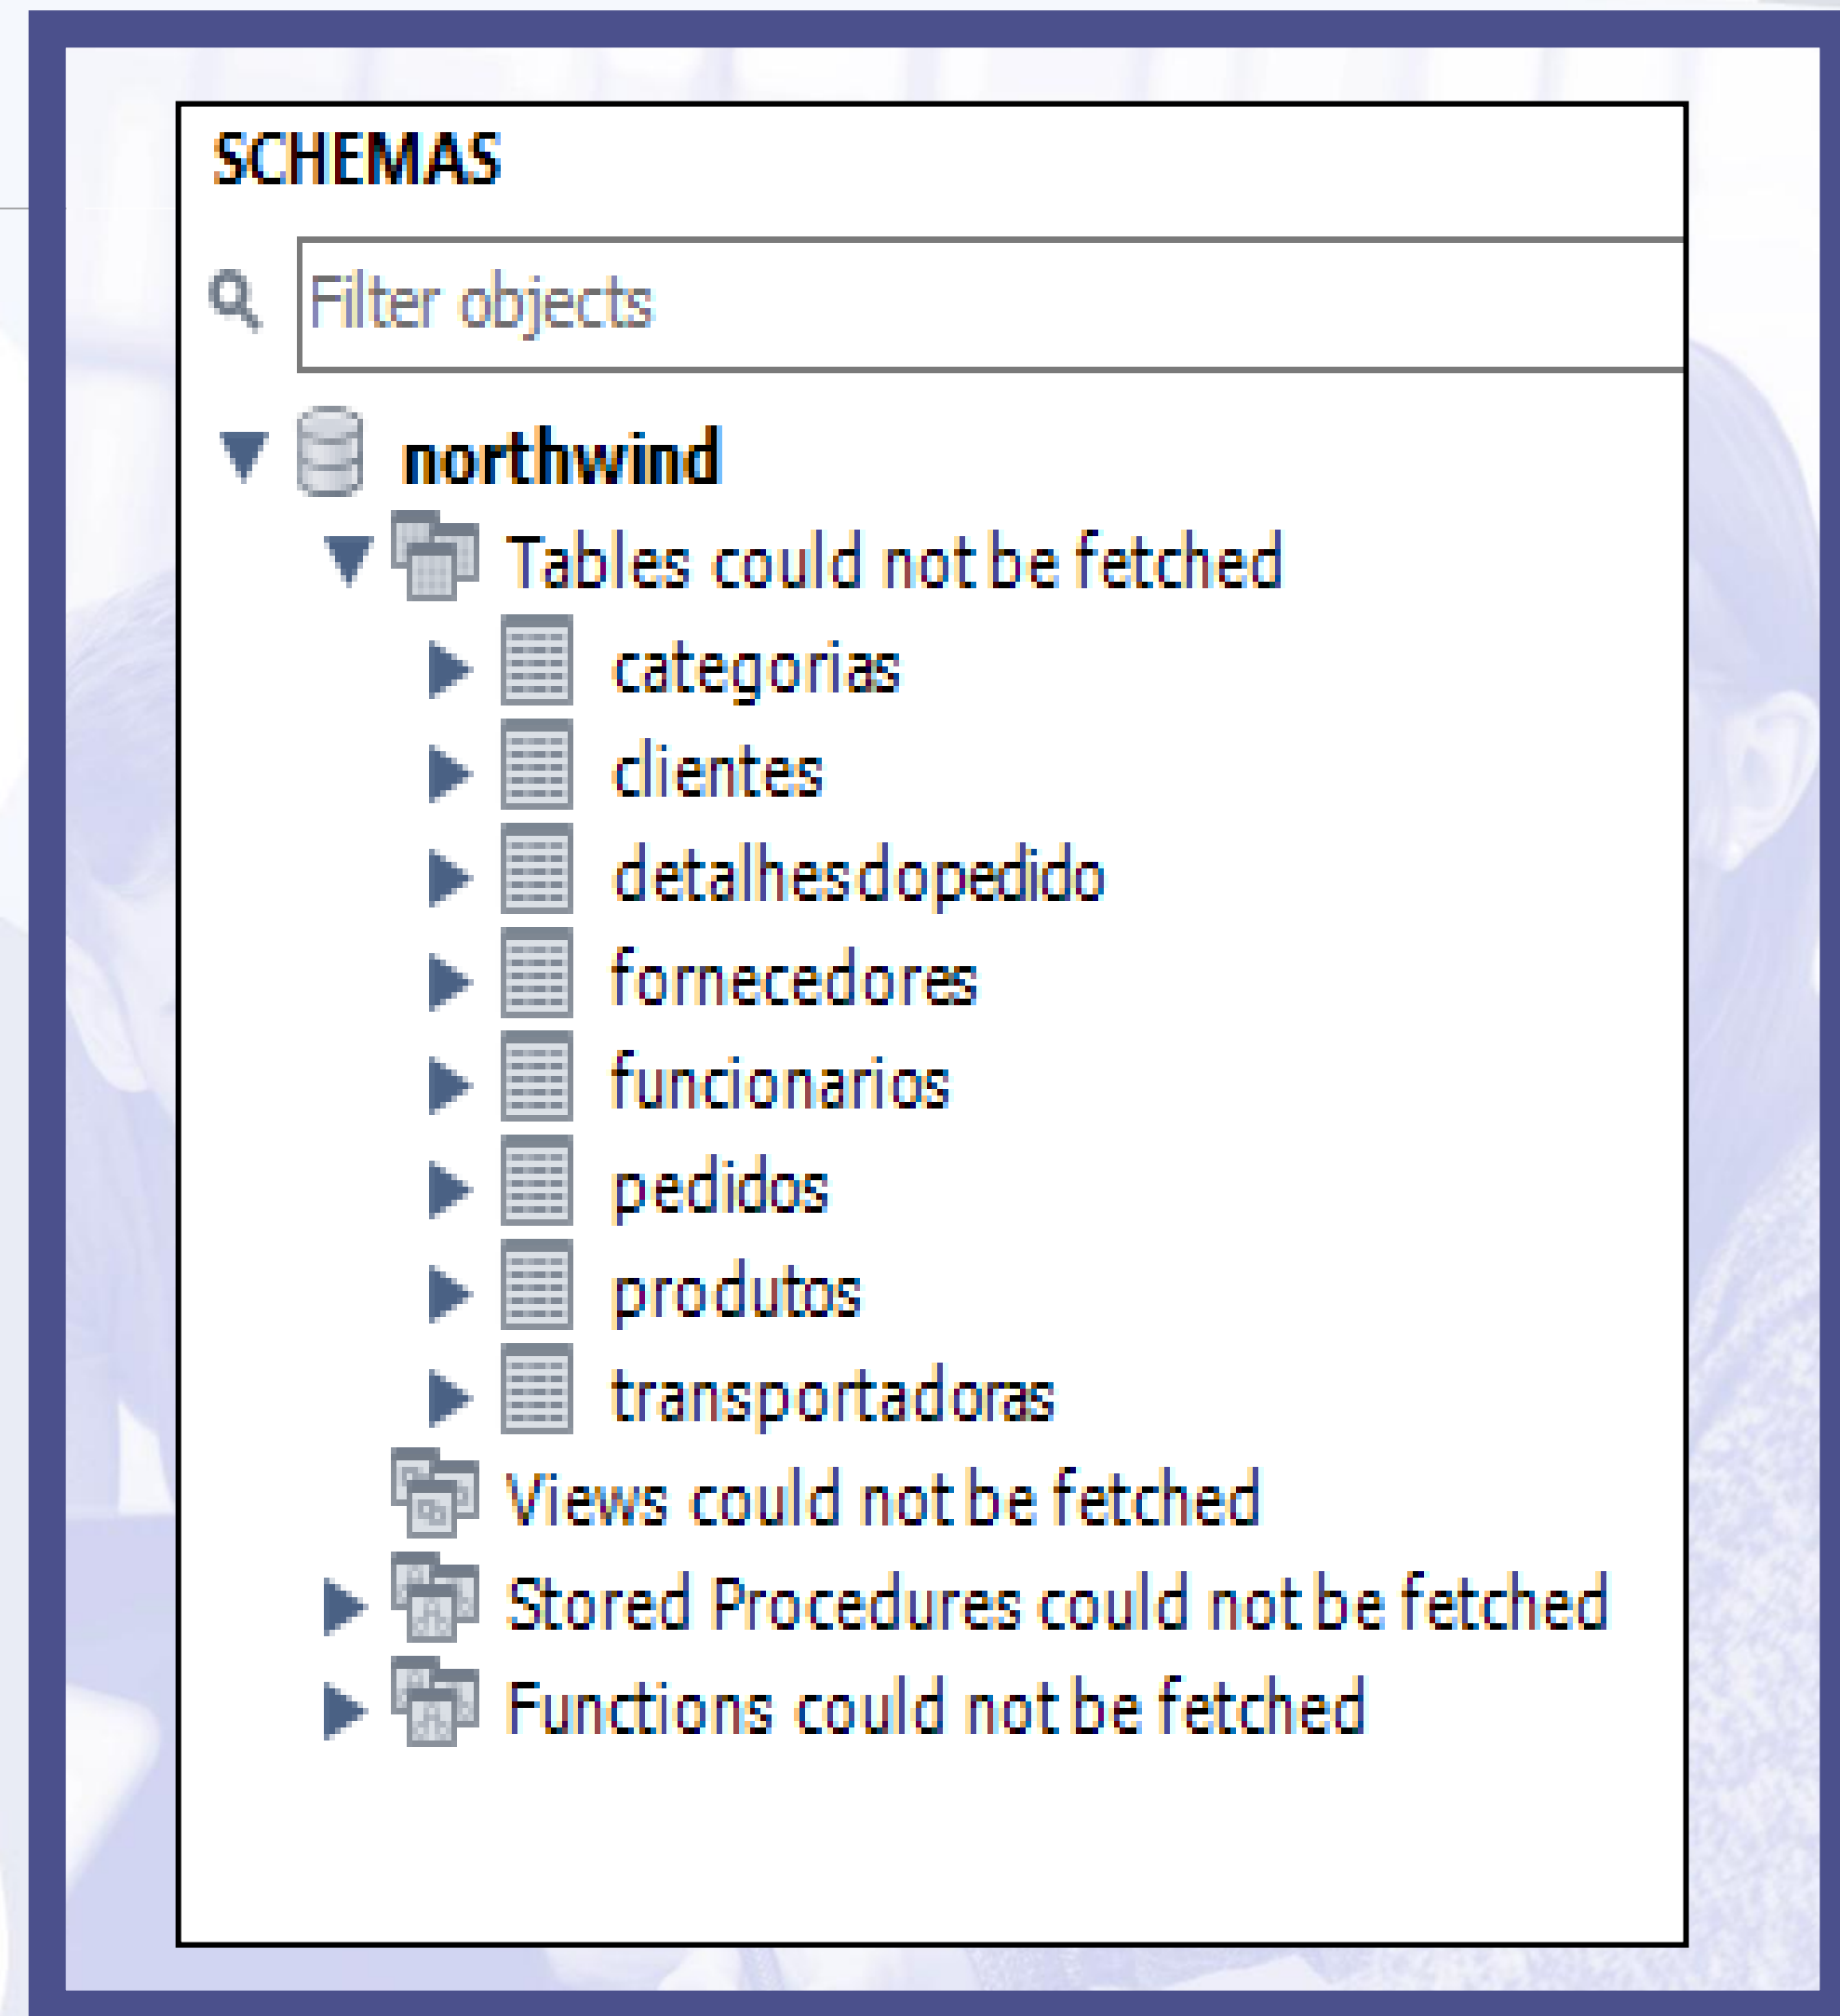 SCHEMAS
Filter objects
northwind
Tables could not be fetched
categorias
clientes
detalhesdopedido
fornecedores
funcionarios
pedidos
produtos
transportadoras
Views could not be fetched
Stored Procedures could not be fetched
Functions could not be fetched